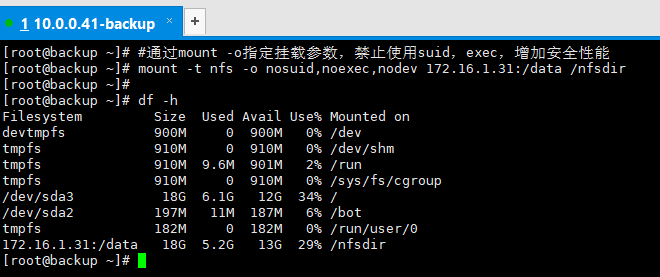 1 10.0.0.41-backup +
[root@backup ~]# #通过mount -o指定挂载参数，禁止使用suid，exec，增加安全性能
[root@backup ~]# mount -t nfs -o nosuid,noexec,nodev 172.16.1.31:/data /nfsdir
[root@backup ~]#
[root@backup ~]# df -h
Filesystem Size Used Avail Use% Mounted on
devtmpfs 900M 0 900M 0% /dev
tmpfs 910M 0 910M 0% /dev/shm
tmpfs 910M 9.6M 901M 2% /run
tmpfs 910M 0 910M 0% /sys/fs/cgroup
/dev/sda3 18G 6.1G 12G 34% /
/dev/sda2 197M 11M 187M 6% /bot
tmpfs 182M 0 182M 0% /run/user/0
172.16.1.31:/data 18G 5.2G 13G 29% /nfsdir
[root@backup ~]#